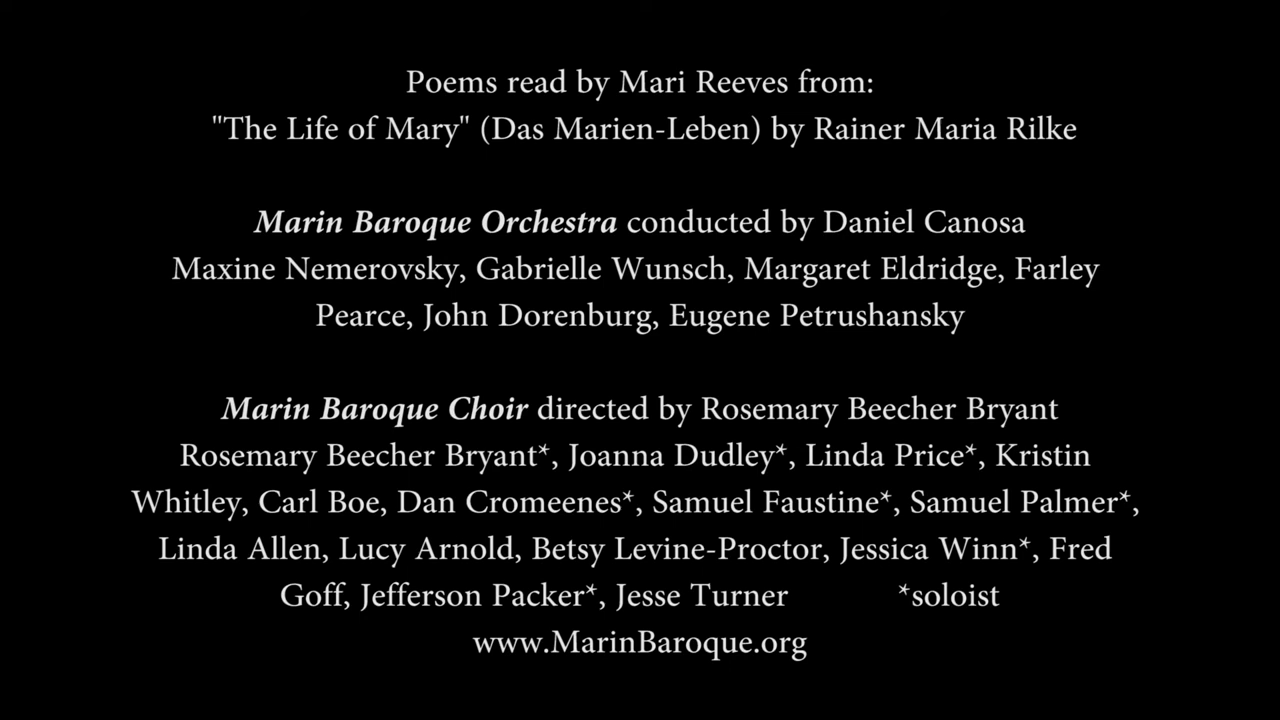 Poems read by Mari Reeves from:
"The Life of Mary" (Das Marien-Leben) by Rainer Maria Rilke
Marin Baroque Orchestra conducted by Daniel Canosa
Maxine Nemerovsky, Gabrielle Wunsch, Margaret Eldridge, Farley
Pearce, John Dorenburg, Eugene Petrushansky
Marin Baroque Choir directed by Rosemary Beecher Bryant
Rosemary Beecher Bryant*, Joanna Dudley*, Linda Price*, Kristin
Whitley, Carl Boe, Dan Cromeenes*, Samuel Faustine*, Samuel Palmer*,
Linda Allen, Lucy Arnold, Betsy Levine-Proctor, Jessica Winn*, Fred
Goff, Jefferson Packer*, Jesse Turner *soloist
www.MarinBaroque.org